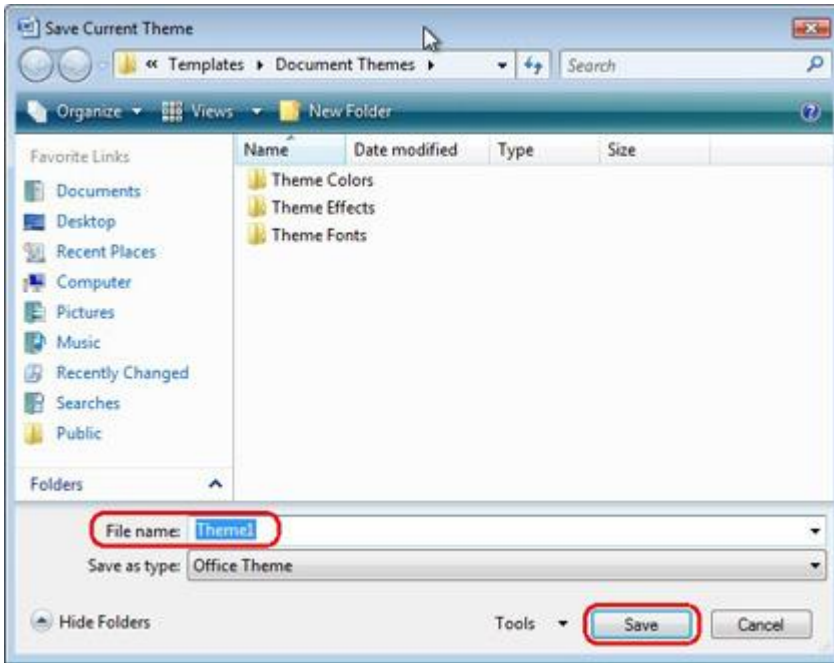 Save Current Theme
« Templates ▸ Document Themes ▸ Search
Organize Views New Folder
Favorite Links
Documents
Desktop
Recent Places
Computer
Pictures
Music
Recently Changed
Searches
Public
Folders
Name Date modified Type Size
Theme Colors
Theme Effects
Theme Fonts
File name: Theme1
Save as type: Office Theme
Hide Folders Tools Save Cancel